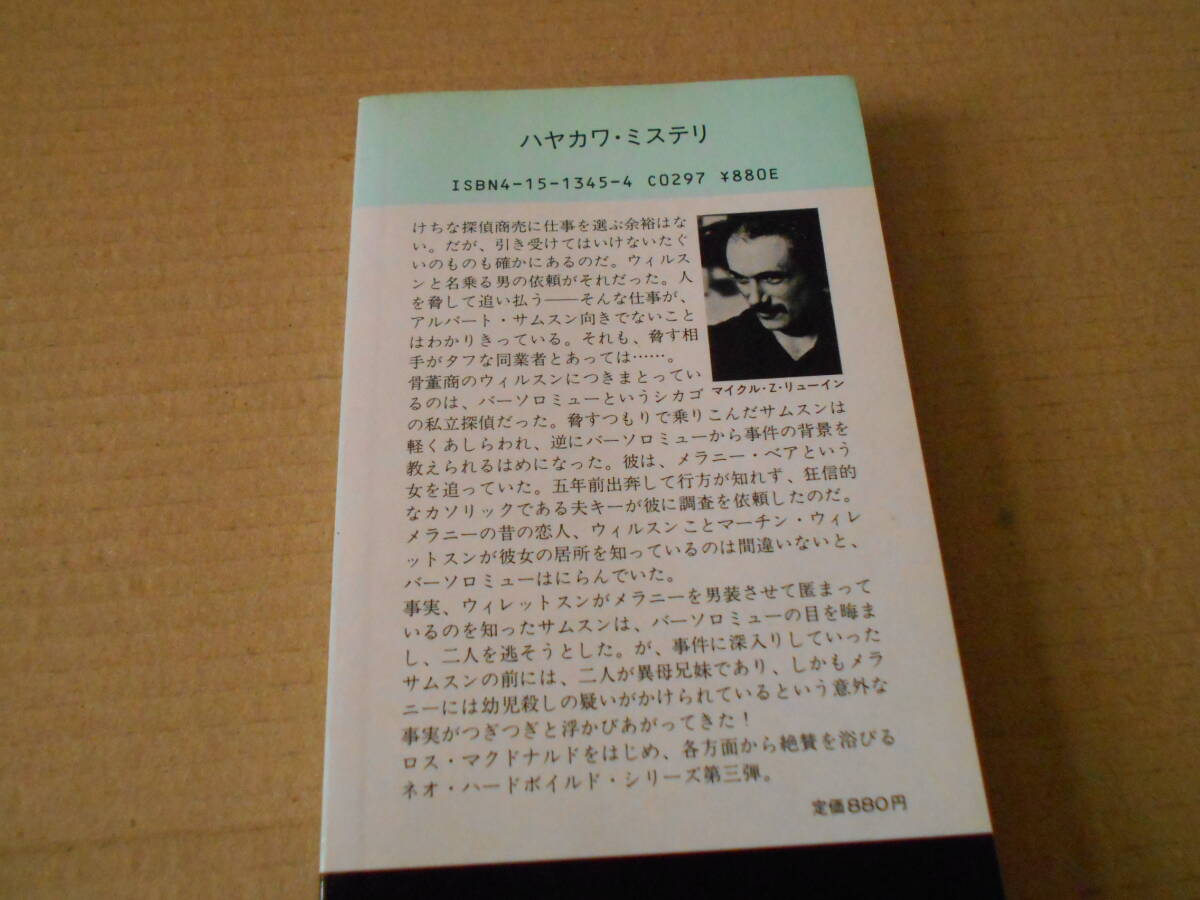 ハヤカワ・ミステリ
ISBN4-15-1345-4 C0297 ¥880E
けちな探偵商売に仕事を選ぶ余裕はな
い。だが、引き受けてはいけないたぐ
いのものも確かにあるのだ。ウィルス
ンと名乗る男の依頼がそれだった。人
を脅して追い払う――そんな仕事が、
アルバート・サムスン向きでないこと
はわかりきっている。それも、脅す相
手がタフな同業者とあっては……。
骨董商のウィルスンにつきまとってい
るのは、バーソロミューというシカゴ
マイクル・Z・リューイン
の私立探偵だった。脅すつもりで乗りこんだサムスンは
軽くあしらわれ、逆にバーソロミューから事件の背景を
教えられるはめになった。彼は、メラニー・ベアという
女を追っていた。五年前出奔して行方が知れず、狂信的
なカソリックである夫キーが彼に調査を依頼したのだ。
メラニーの昔の恋人、ウィルスンことマーチン・ウィレ
ットスンが彼女の居所を知っているのは間違いないと、
バーソロミューはにらんでいた。
事実、ウィレットスンがメラニーを男装させて匿まって
いるのを知ったサムスンは、バーソロミューの目を晦ま
し、二人を逃そうとした。が、事件に深入りしていった
サムスンの前には、二人が異母兄妹であり、しかもメラ
ニーには幼児殺しの疑いがかけられているという意外な
事実がつぎつぎと浮かびあがってきた！
ロス・マクドナルドをはじめ、各方面から絶賛を浴びる
ネオ・ハードボイルド・シリーズ第三弾。
定価880円